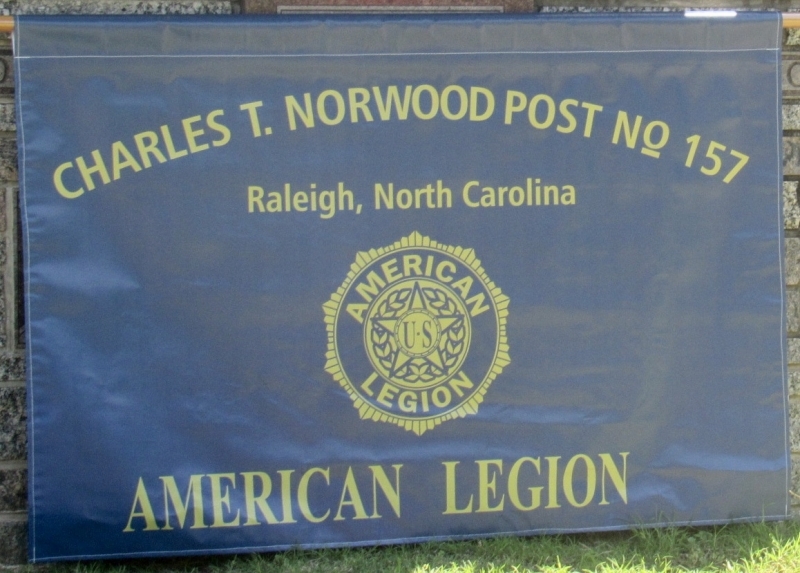 CHARLES T. NORWOOD POST No 157
Raleigh, North Carolina
AMERICAN
U·S
LEGION
AMERICAN LEGION